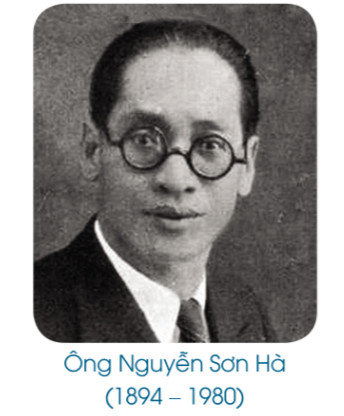 Ông Nguyễn Sơn Hà
(1894 – 1980)